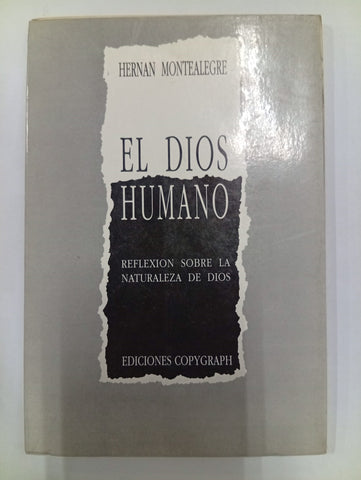 HERNAN MONTEALEGRE
EL DIOS
HUMANO
REFLEXION SOBRE LA
NATURALEZA DE DIOS
EDICIONES COPYGRAPH